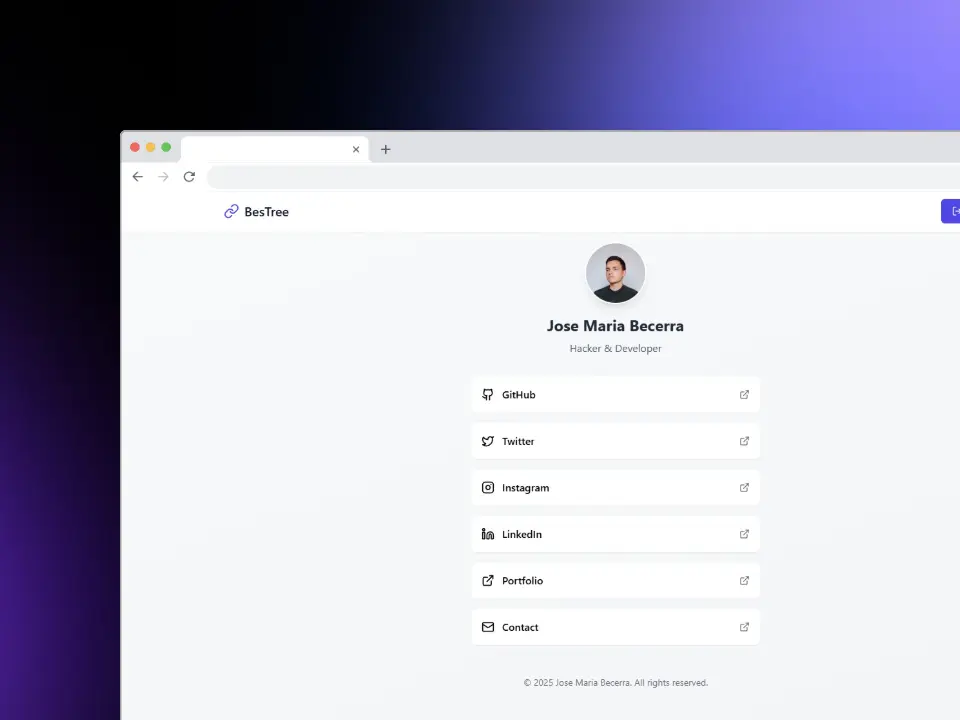 BesTree
Jose Maria Becerra
Hacker & Developer
GitHub
Twitter
Instagram
LinkedIn
Portfolio
Contact
© 2025 Jose Maria Becerra. All rights reserved.